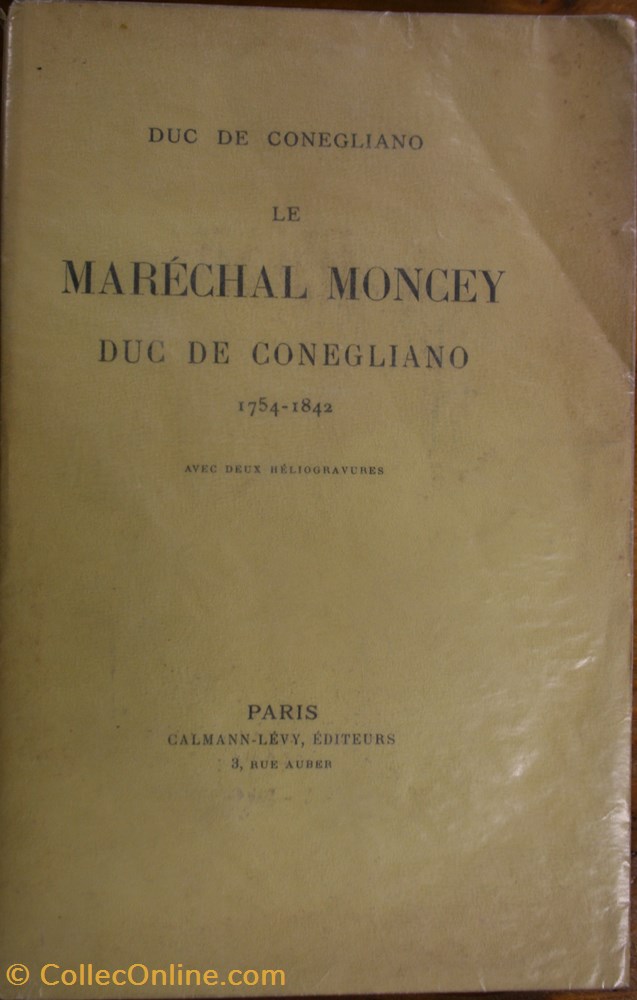 DUC DE CONEGLIANO
LE
MARÉCHAL MONCEY
DUC DE CONEGLIANO
1754-1842
AVEC DEUX HÉLIOGRAVURES
PARIS
CALMANN-LÉVY, ÉDITEURS
3, RUE AUBER
© CollecOnline.com